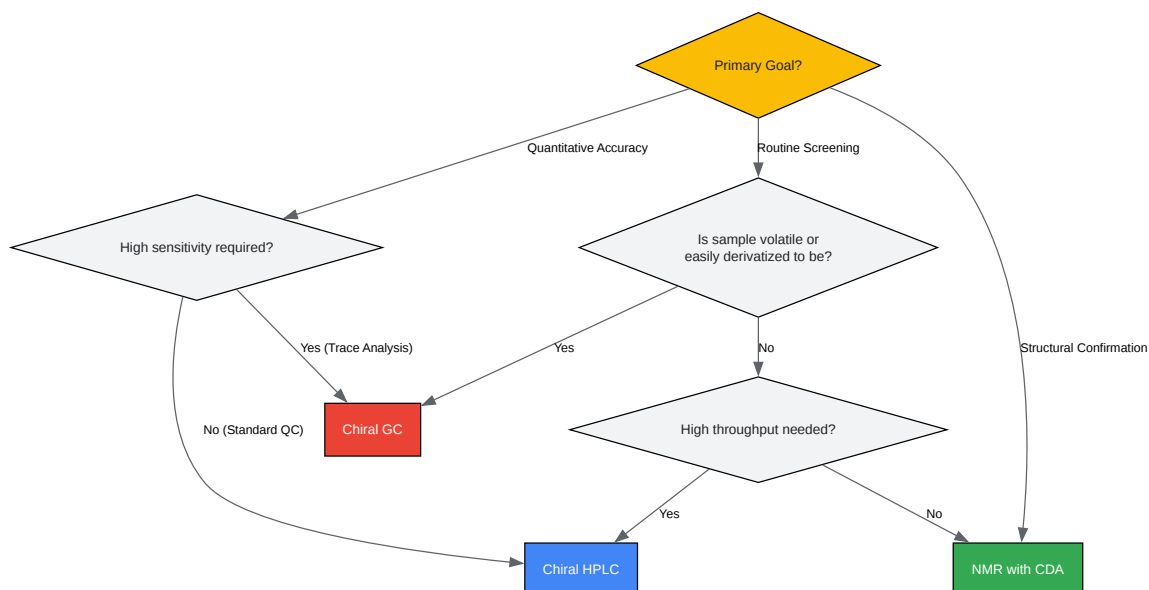 Primary Goal?
Quantitative Accuracy
Routine Screening
High sensitivity required?
Is sample volatile or
easily derivatized to be?
Yes (Trace Analysis)
Yes
No
Structural Confirmation
No (Standard QC)
Chiral GC
High throughput needed?
Yes
No
Chiral HPLC
NMR with CDA